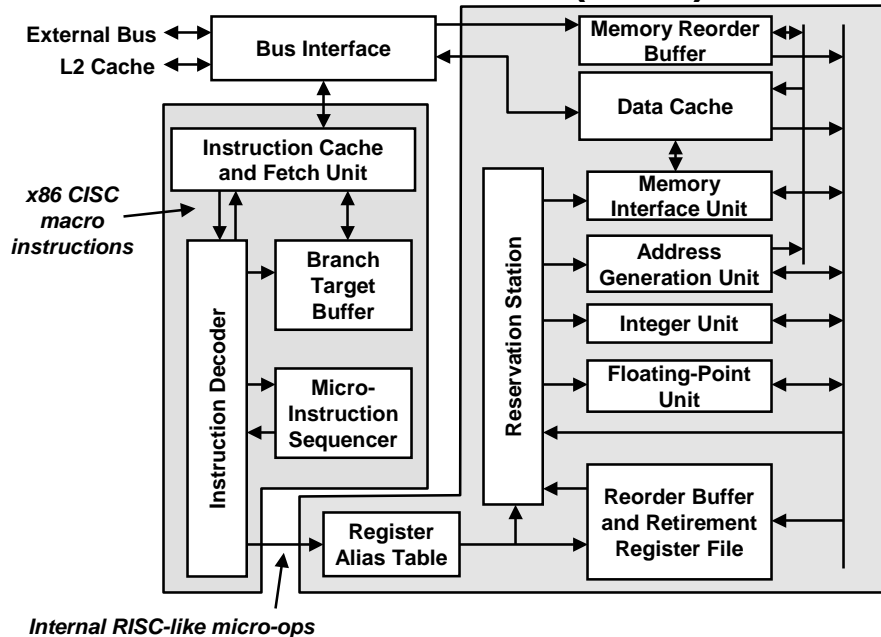 External Bus
L2 Cache
Bus Interface
Memory Reorder
Buffer
Data Cache
Instruction Cache
and Fetch Unit
x86 CISC
macro
instructions
Memory
Interface Unit
Branch
Target
Buffer
Address
Generation Unit
Instruction Decoder
Reservation Station
Integer Unit
Micro-
Instruction
Sequencer
Floating-Point
Unit
Register
Alias Table
Reorder Buffer
and Retirement
Register File
Internal RISC-like micro-ops